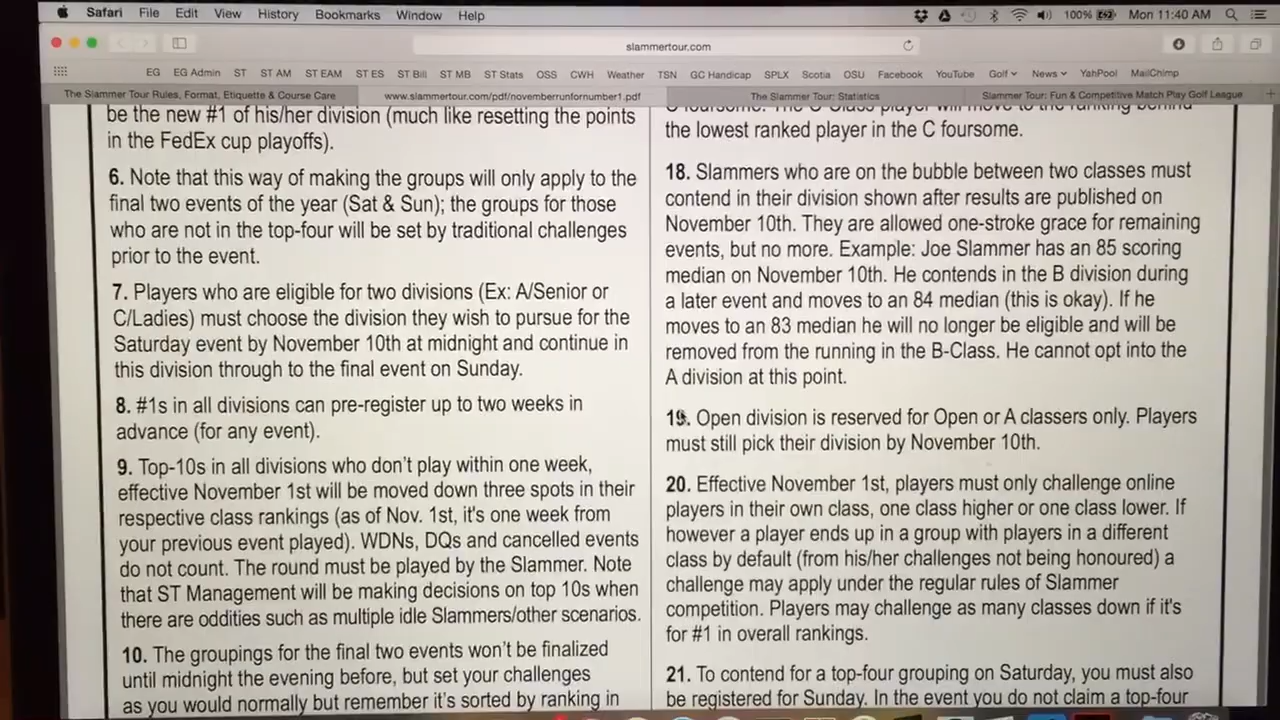 Safari File Edit View History Bookmarks Window Help 100% Mon 11:40 AM
slammertour.com
EG EG Admin ST ST AM ST EAM ST ES ST Bill ST MB ST Stats OSS CWH Weather TSN GC Handicap SPLX Scotia OSU Facebook YouTube Golf News YahPool MailChimp
The Slammer Tour Rules, Format, Etiquette & Course Care www.slammertour.com/pdf/novemberrunfornumber1.pdf The Slammer Tour: Statistics Slammer Tour: Fun & Competitive Match Play Golf League
be the new #1 of his/her division (much like resetting the points
in the FedEx cup playoffs).
6. Note that this way of making the groups will only apply to the
final two events of the year (Sat & Sun); the groups for those
who are not in the top-four will be set by traditional challenges
prior to the event.
7. Players who are eligible for two divisions (Ex: A/Senior or
C/Ladies) must choose the division they wish to pursue for the
Saturday event by November 10th at midnight and continue in
this division through to the final event on Sunday.
8. #1s in all divisions can pre-register up to two weeks in
advance (for any event).
9. Top-10s in all divisions who don't play within one week,
effective November 1st will be moved down three spots in their
respective class rankings (as of Nov. 1st, it's one week from
your previous event played). WDNs, DQs and cancelled events
do not count. The round must be played by the Slammer. Note
that ST Management will be making decisions on top 10s when
there are oddities such as multiple idle Slammers/other scenarios.
10. The groupings for the final two events won't be finalized
until midnight the evening before, but set your challenges
as you would normally but remember it's sorted by ranking in
the lowest ranked player in the C foursome.
18. Slammers who are on the bubble between two classes must
contend in their division shown after results are published on
November 10th. They are allowed one-stroke grace for remaining
events, but no more. Example: Joe Slammer has an 85 scoring
median on November 10th. He contends in the B division during
a later event and moves to an 84 median (this is okay). If he
moves to an 83 median he will no longer be eligible and will be
removed from the running in the B-Class. He cannot opt into the
A division at this point.
19. Open division is reserved for Open or A classers only. Players
must still pick their division by November 10th.
20. Effective November 1st, players must only challenge online
players in their own class, one class higher or one class lower. If
however a player ends up in a group with players in a different
class by default (from his/her challenges not being honoured) a
challenge may apply under the regular rules of Slammer
competition. Players may challenge as many classes down if it's
for #1 in overall rankings.
21. To contend for a top-four grouping on Saturday, you must also
be registered for Sunday. In the event you do not claim a top-four